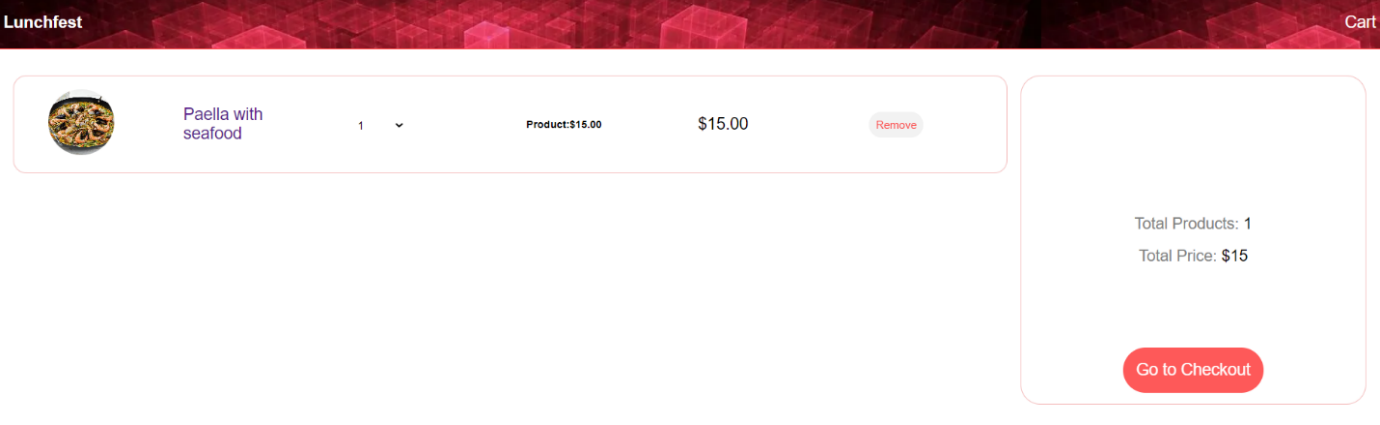 Lunchfest
Cart
Paella with
seafood
1
Product:$15.00
$15.00
Remove
Total Products: 1
Total Price: $15
Go to Checkout